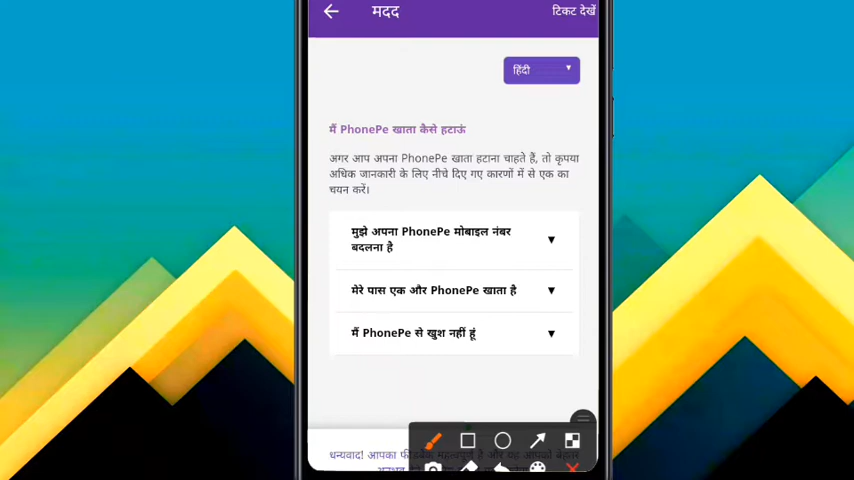 मदद
टिकट देखें
हिंदी
मैं PhonePe खाता कैसे हटाऊं
अगर आप अपना PhonePe खाता हटाना चाहते हैं, तो कृपया
अधिक जानकारी के लिए नीचे दिए गए कारणों में से एक का
चयन करें।
मुझे अपना PhonePe मोबाइल नंबर
बदलना है
मेरे पास एक और PhonePe खाता है
मैं PhonePe से खुश नहीं हूं
धन्यवाद! आपका